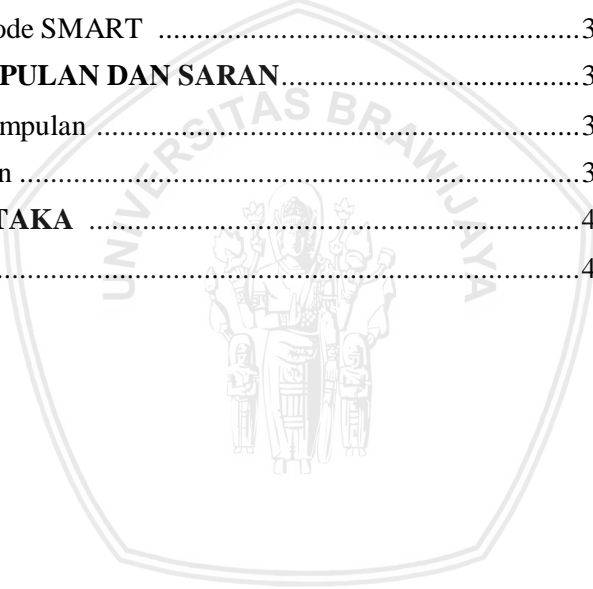 ode SMART ........................................................3
PULAN DAN SARAN.......................................3
mpulan .................................................................3
n ...........................................................................3
TAKA ..................................................................4
..............................................................................4
UNIVERSITAS BRAWIJAYA